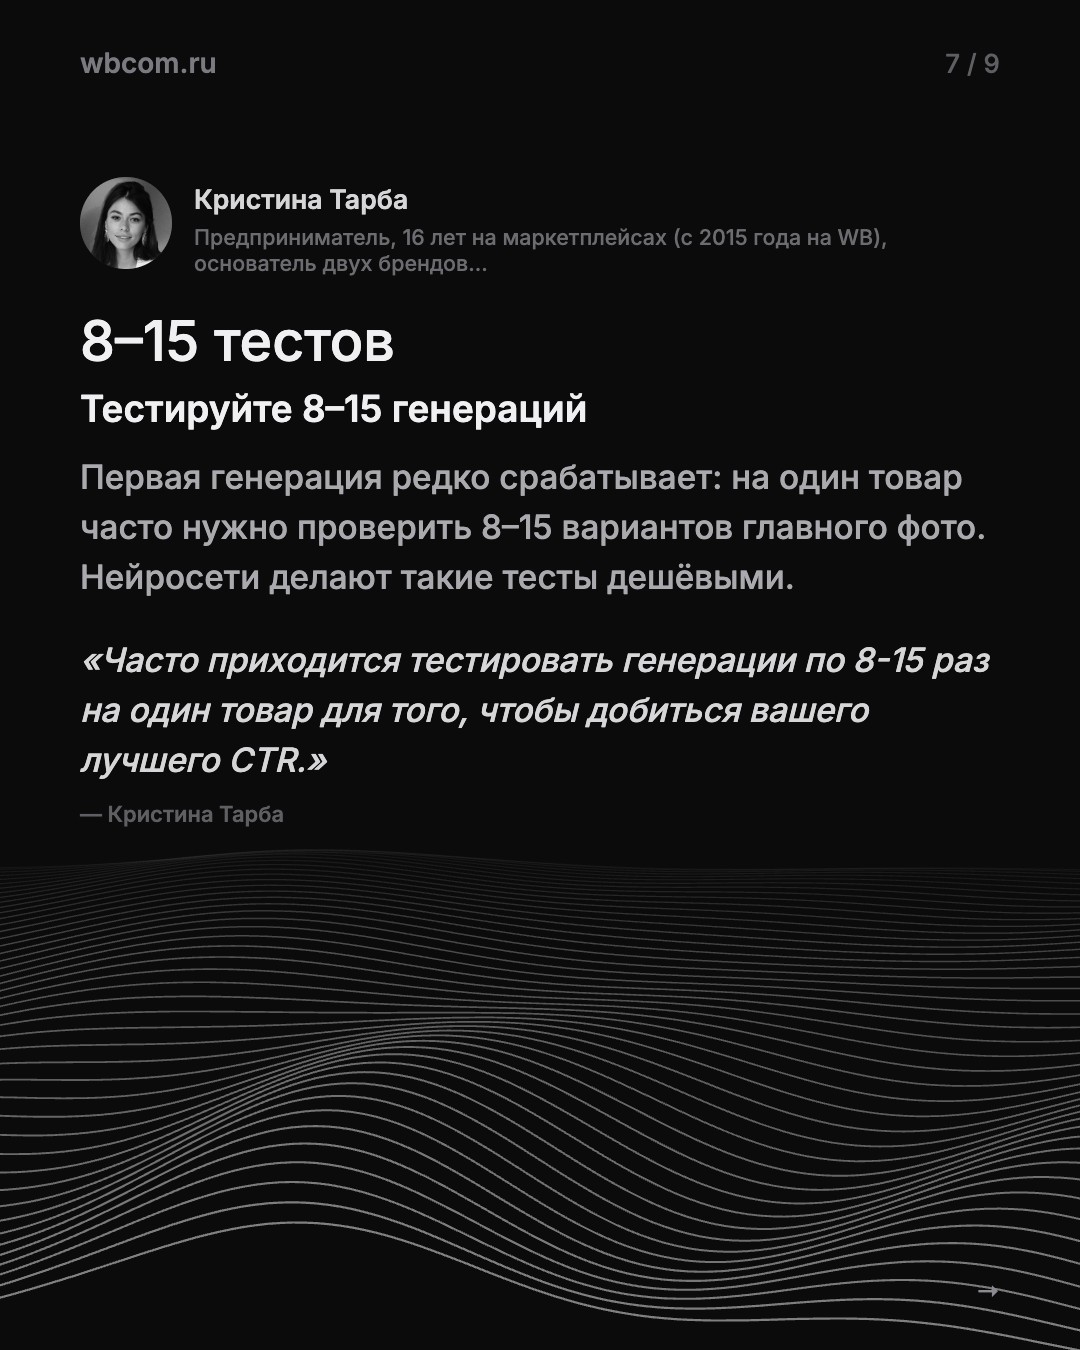 wbcom.ru
7 / 9
Кристина Тарба
Предприниматель, 16 лет на маркетплейсах (с 2015 года на WB),
основатель двух брендов...
8–15 тестов
Тестируйте 8–15 генераций
Первая генерация редко срабатывает: на один товар
часто нужно проверить 8–15 вариантов главного фото.
Нейросети делают такие тесты дешёвыми.
«Часто приходится тестировать генерации по 8-15 раз
на один товар для того, чтобы добиться вашего
лучшего CTR.»
— Кристина Тарба
→